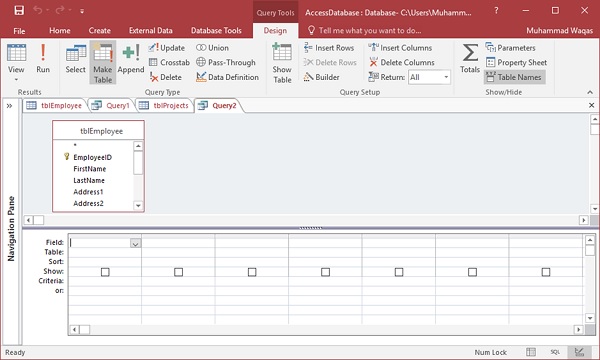 Query Tools
AccessDatabase : Database- C:\Users\Muhamm...
File Home Create External Data Database Tools Design Tell me what you want to do... Muhammad Waqas
View Run
Results
Select Make Table Append
Update Union
Crosstab Pass-Through
Delete Data Definition
Query Type
Show Table
Insert Rows Insert Columns
Delete Rows Delete Columns
Builder Return: All
Query Setup
Totals
Parameters
Property Sheet
Table Names
Show/Hide
tblEmployee Query1 tblProjects Query2
Navigation Pane
tblEmployee
*
EmployeeID
FirstName
LastName
Address1
Address2
Field:
Table:
Sort:
Show:
Criteria:
or:
Ready Num Lock SQL